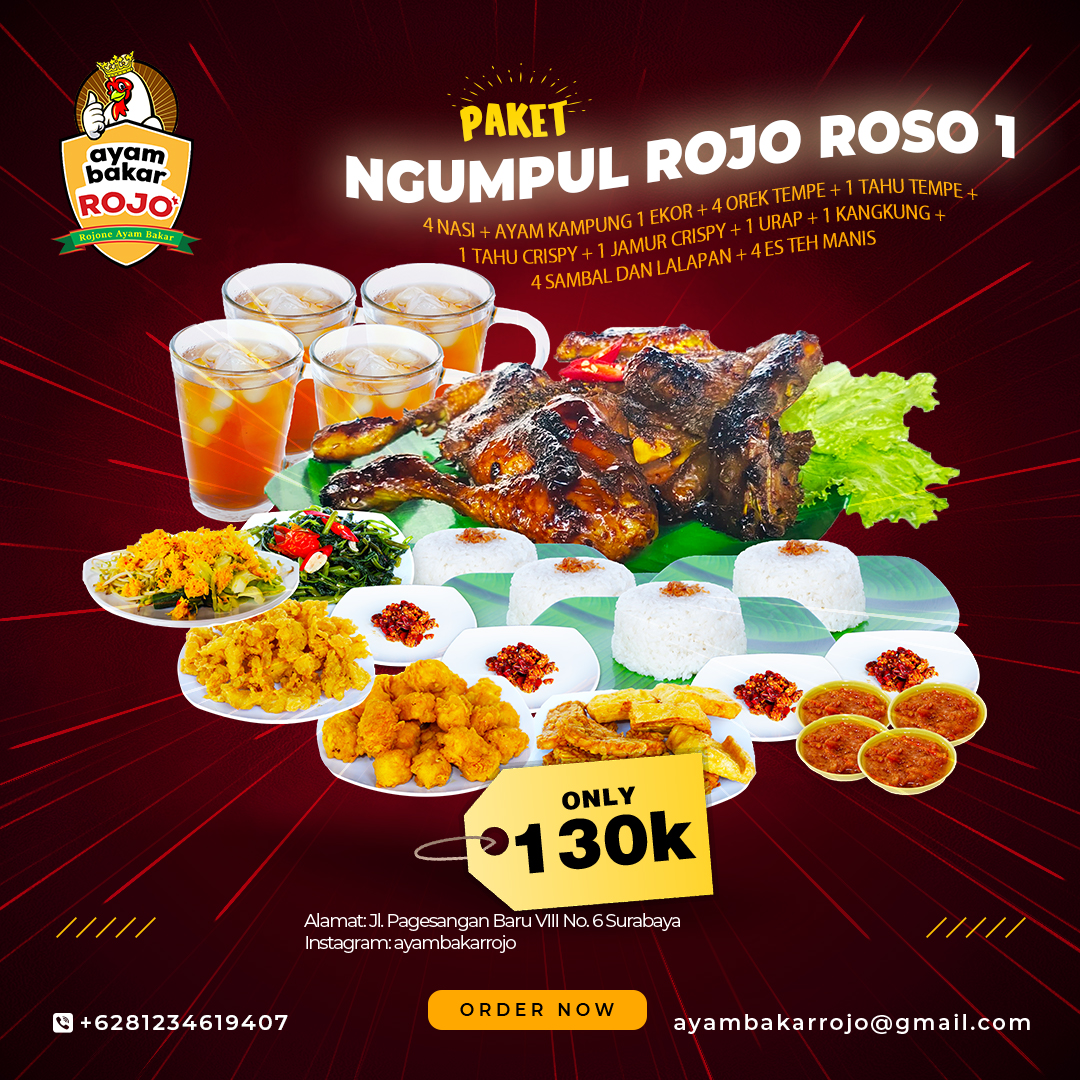 ayam
bakar
ROJO
Rojone Ayam Bakar
PAKET
NGUMPUL ROJO ROSO 1
4 NASI + AYAM KAMPUNG 1 EKOR + 4 OREK TEMPE + 1 TAHU TEMPE +
1 TAHU CRISPY + 1 JAMUR CRISPY + 1 URAP + 1 KANGKUNG +
4 SAMBAL DAN LALAPAN + 4 ES TEH MANIS
ONLY
130k
Alamat: Jl. Pagesangan Baru VIII No. 6 Surabaya
Instagram: ayambakarrojo
ORDER NOW
+6281234619407
ayambakarrojo@gmail.com